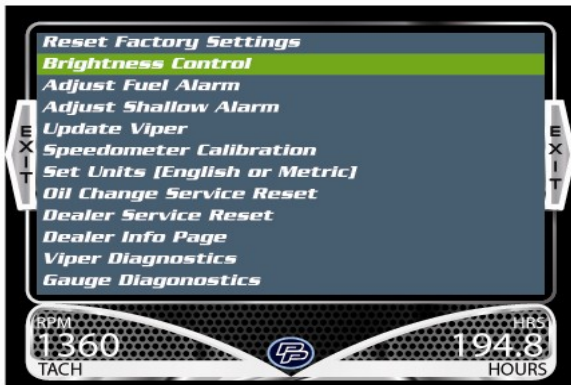 Reset Factory Settings
Brightness Control
Adjust Fuel Alarm
Adjust Shallow Alarm
Update Viper
Speedometer Calibration
Set Units [English or Metric]
Oil Change Service Reset
Dealer Service Reset
Dealer Info Page
Viper Diagnostics
Gauge Diagonostics
EXIT
EXIT
RPM
1360
TACH
HRS
194.8
HOURS